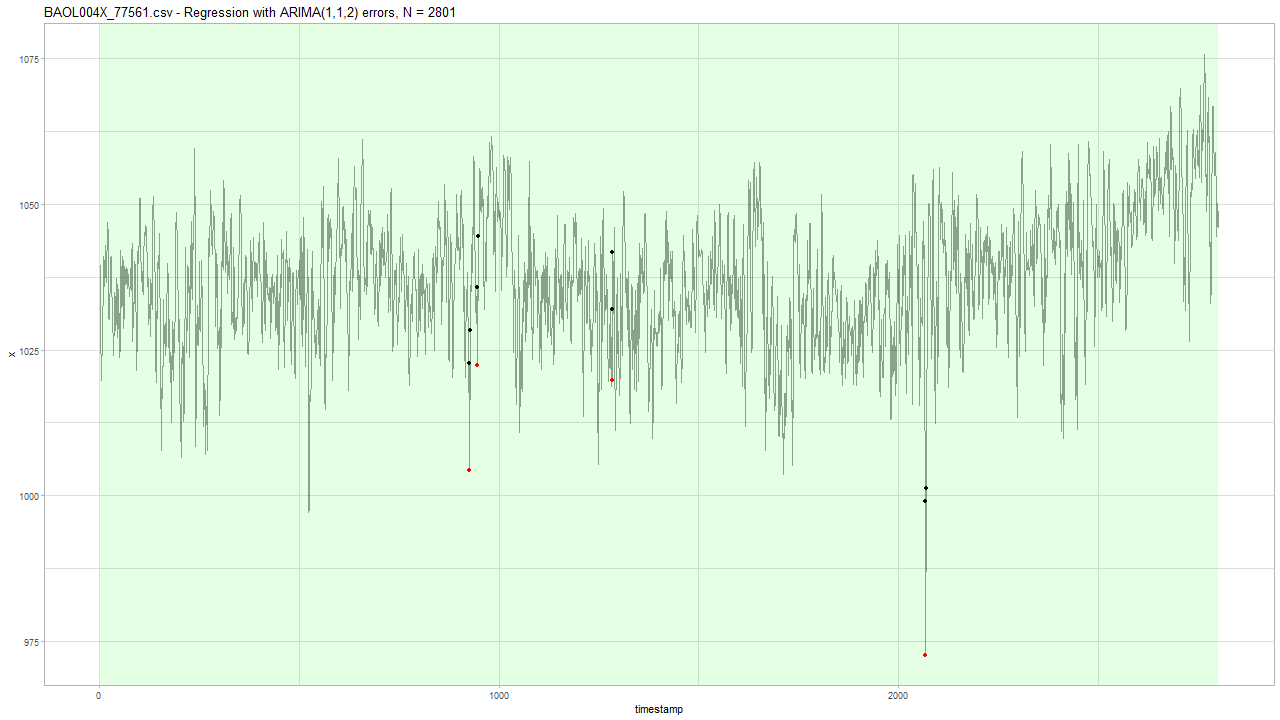 BAOL004X_77561.csv - Regression with ARIMA(1,1,2) errors, N = 2801
1075
1050
1025
1000
975
x
0
1000
2000
timestamp